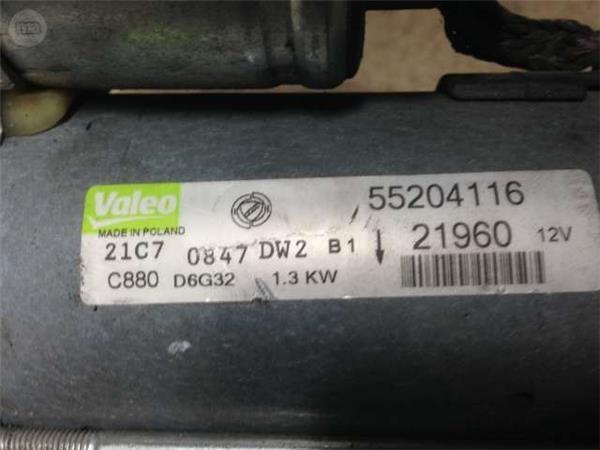 Valeo
55204116
MADE IN POLAND
21C7 0847 DW2 B1 21960 12V
C880 D6G32 1.3 KW